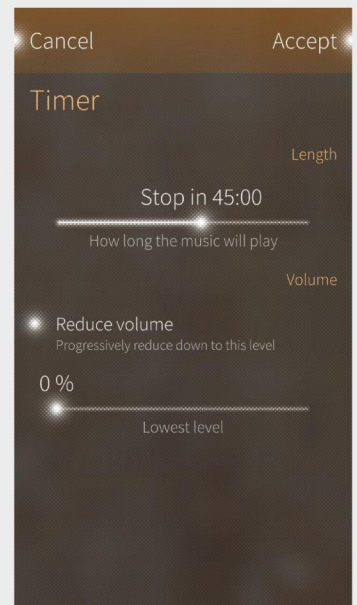 Cancel
Accept
Timer
Length
Stop in 45:00
How long the music will play
Volume
Reduce volume
Progressively reduce down to this level
0 %
Lowest level